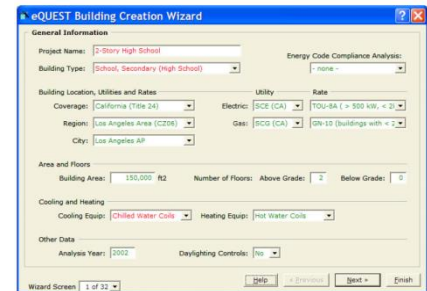 eQUEST Building Creation Wizard
General Information
Project Name: 2-Story High School
Energy Code Compliance Analysis:
Building Type: School, Secondary (High School)
- none -
Building Location, Utilities and Rates Utility Rate
Coverage: California (Title 24) Electric: SCE (CA) TOU-8A ( > 500 kW, < 2
Region: Los Angeles Area (CZ06) Gas: SCG (CA) GN-10 (buildings with < 2
City: Los Angeles AP
Area and Floors
Building Area: 150,000 ft2 Number of Floors: Above Grade: 2 Below Grade: 0
Cooling and Heating
Cooling Equip: Chilled Water Coils Heating Equip: Hot Water Coils
Other Data
Analysis Year: 2002 Daylighting Controls: No
Wizard Screen 1 of 32 Help < Previous Next > Finish